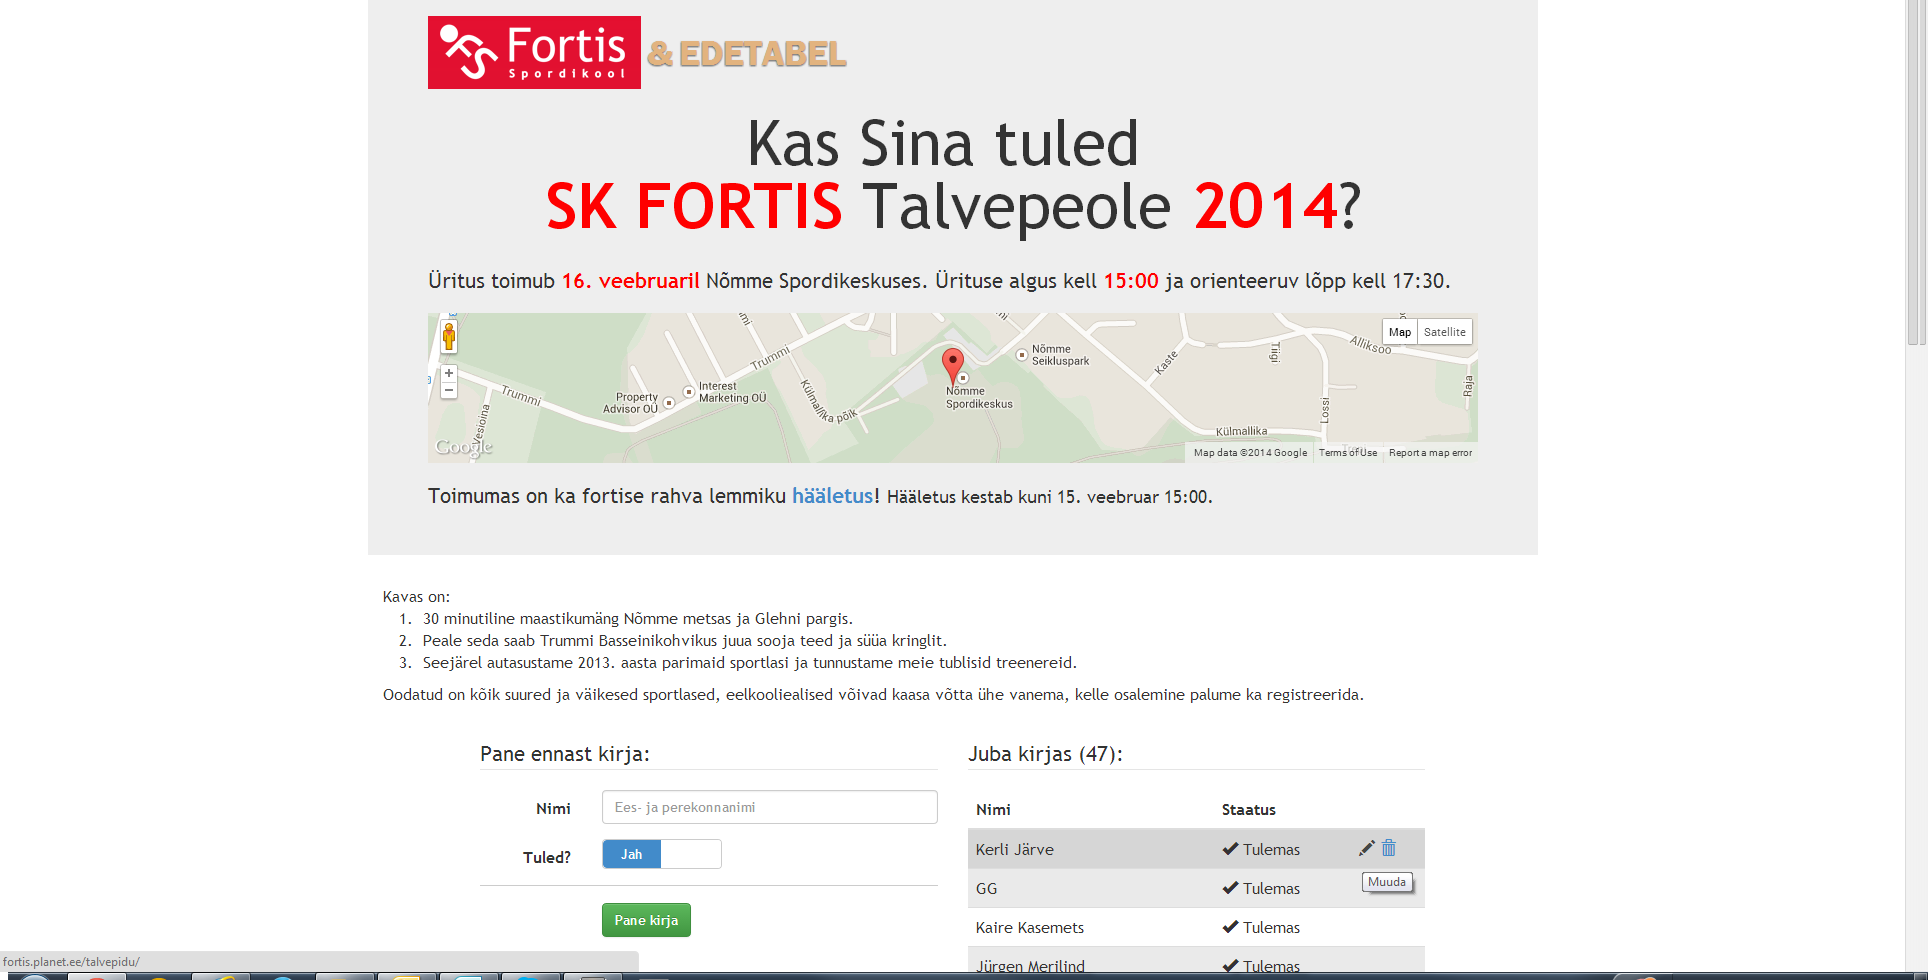 Fortis
Spordikool
& EDETABEL
Kas Sina tuled
SK FORTIS Talvepeole 2014?
Üritus toimub 16. veebruaril Nõmme Spordikeskuses. Ürituse algus kell 15:00 ja orienteeruv lõpp kell 17:30.
Map Satellite
Trummi
Trummi
Vesioina
Property
Advisor OÜ
Interest
Marketing OÜ
Külmallika põik
Nõmme
Spordikeskus
Nõmme
Seikluspark
Kaste
Tiigi
Alliksoo
Raja
Lossi
Külmallika
+
−
Google
Map data ©2014 Google Terms of Use Report a map error
Toimumas on ka fortise rahva lemmiku hääletus! Hääletus kestab kuni 15. veebruar 15:00.
Kavas on:
1. 30 minutiline maastikumäng Nõmme metsas ja Glehni pargis.
2. Peale seda saab Trummi Basseinikohvikus juua sooja teed ja süüa kringlit.
3. Seejärel autasustame 2013. aasta parimaid sportlasi ja tunnustame meie tublisid treenereid.
Oodatud on kõik suured ja väikesed sportlased, eelkooliealised võivad kaasa võtta ühe vanema, kelle osalemine palume ka registreerida.
Pane ennast kirja:
Nimi Ees- ja perekonnanimi
Tuled? Jah
Pane kirja
Juba kirjas (47):
Nimi Staatus
Kerli Järve Tulemas
Muuda
GG Tulemas
Kaire Kasemets Tulemas
Jürgen Merilind Tulemas
fortis.planet.ee/talvepidu/